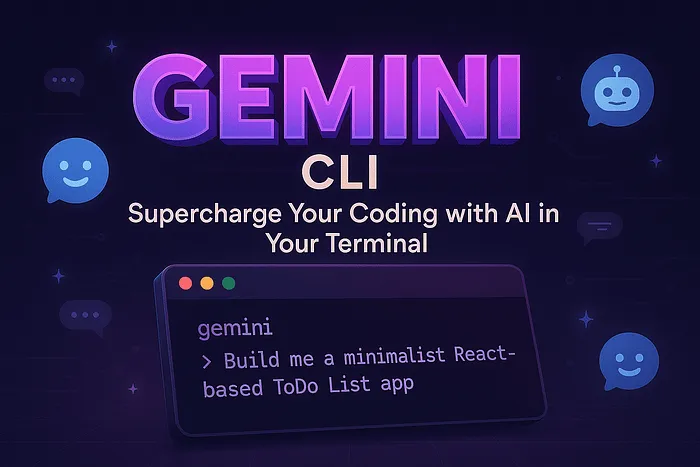 GEMINI
CLI
Supercharge Your Coding with AI in
Your Terminal
gemini
> Build me a minimalist React-
based ToDo List app